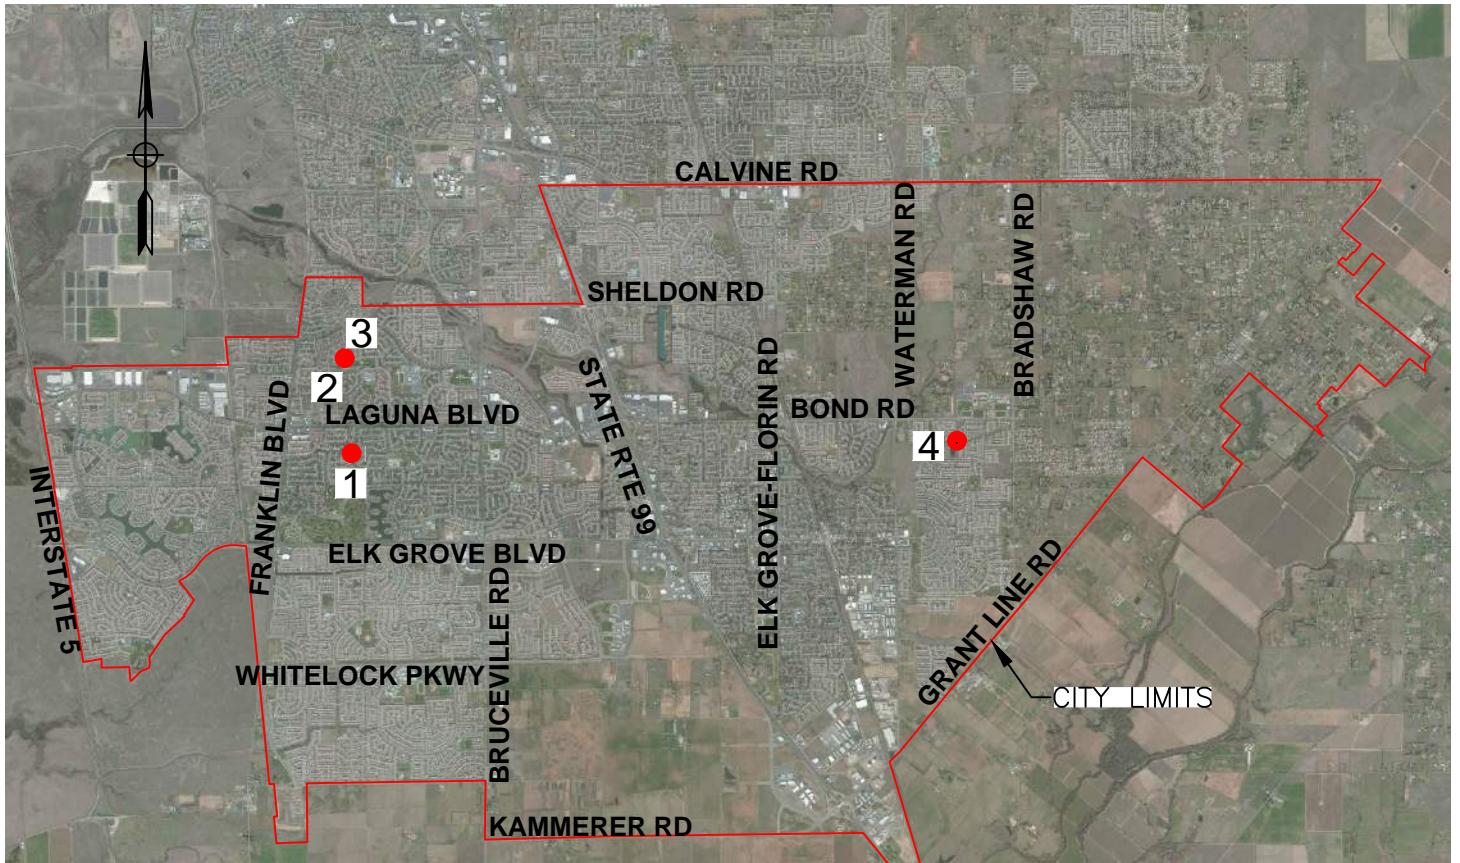 CALVINE RD
WATERMAN RD
BRADSHAW RD
SHELDON RD
3
2
STATE RTE 99
ELK GROVE-FLORIN RD
FRANKLIN BLVD
LAGUNA BLVD
BOND RD
4
1
INTERSTATE 5
ELK GROVE BLVD
BRUCEVILLE RD
GRANT LINE RD
WHITELOCK PKWY
CITY LIMITS
KAMMERER RD